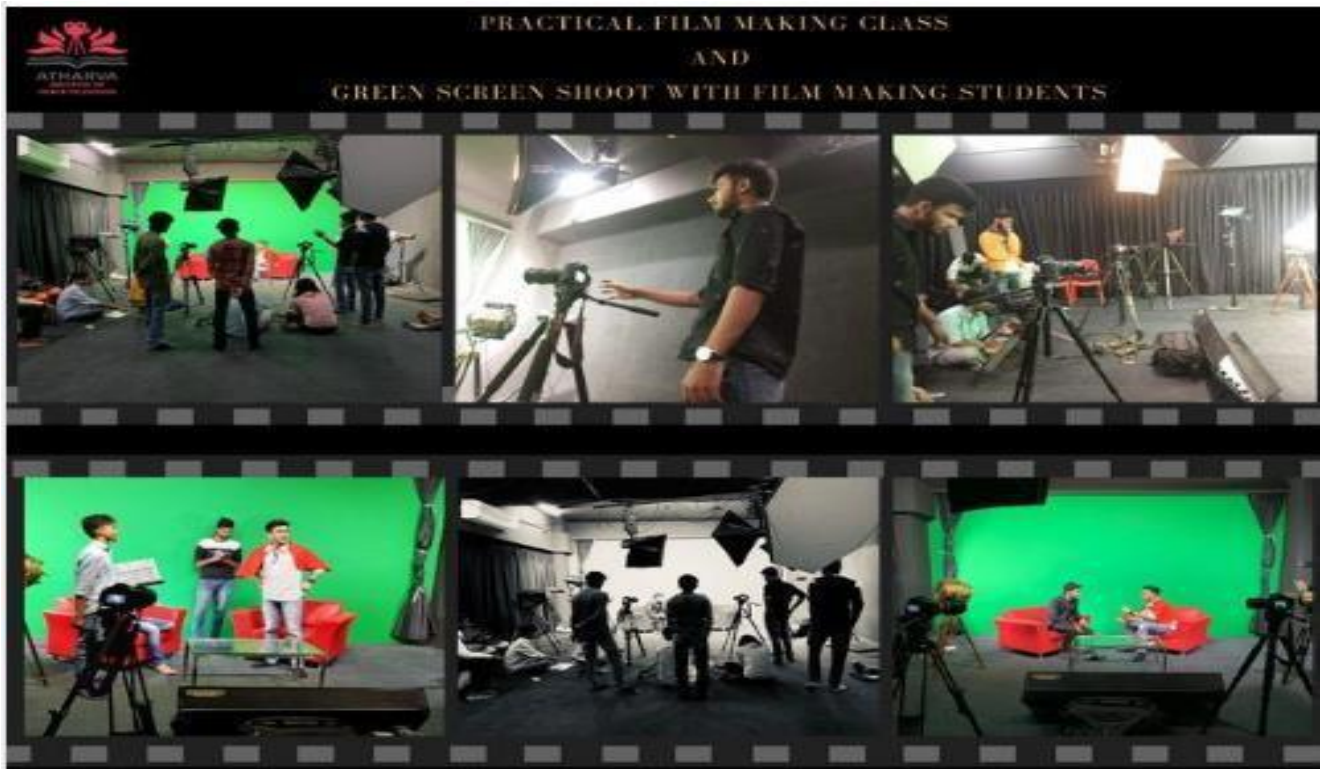 PRACTICAL FILM MAKING CLASS
AND
GREEN SCREEN SHOOT WITH FILM MAKING STUDENTS
ATHARVA